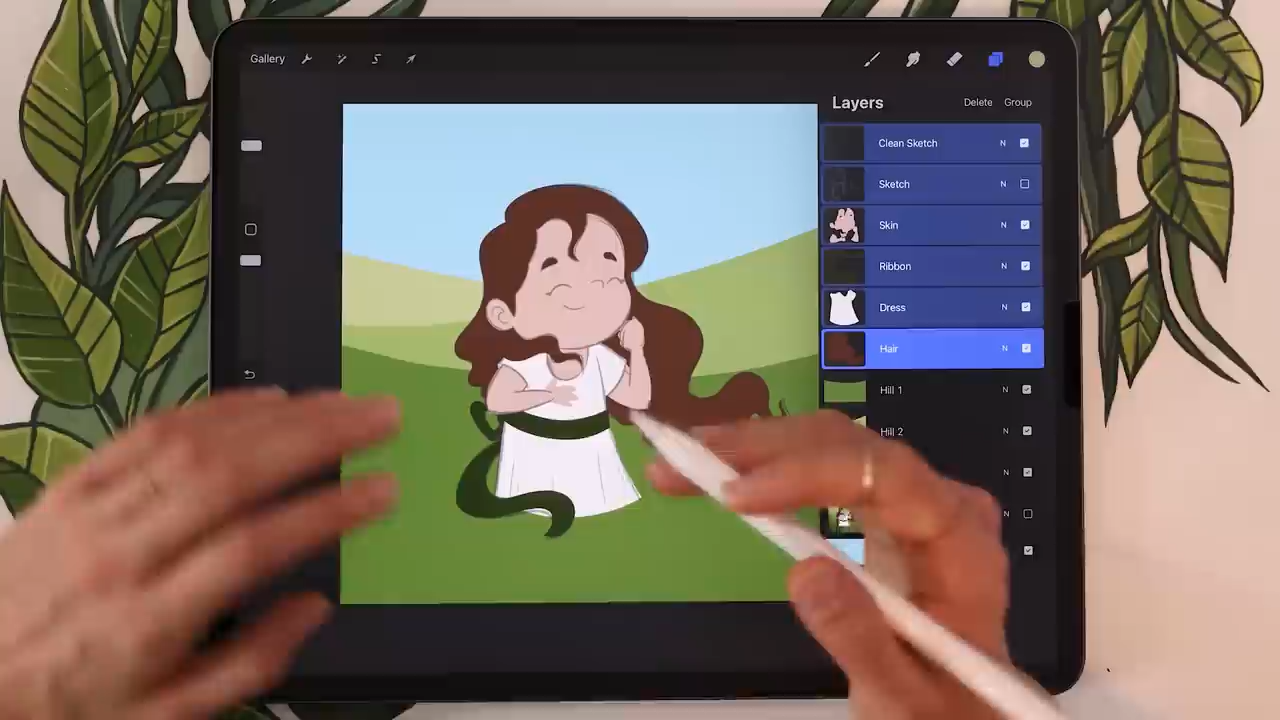 Gallery
Layers Delete Group
Clean Sketch N
Sketch N
Skin N
Ribbon N
Dress N
Hair N
Hill 1 N
Hill 2 N
N
N